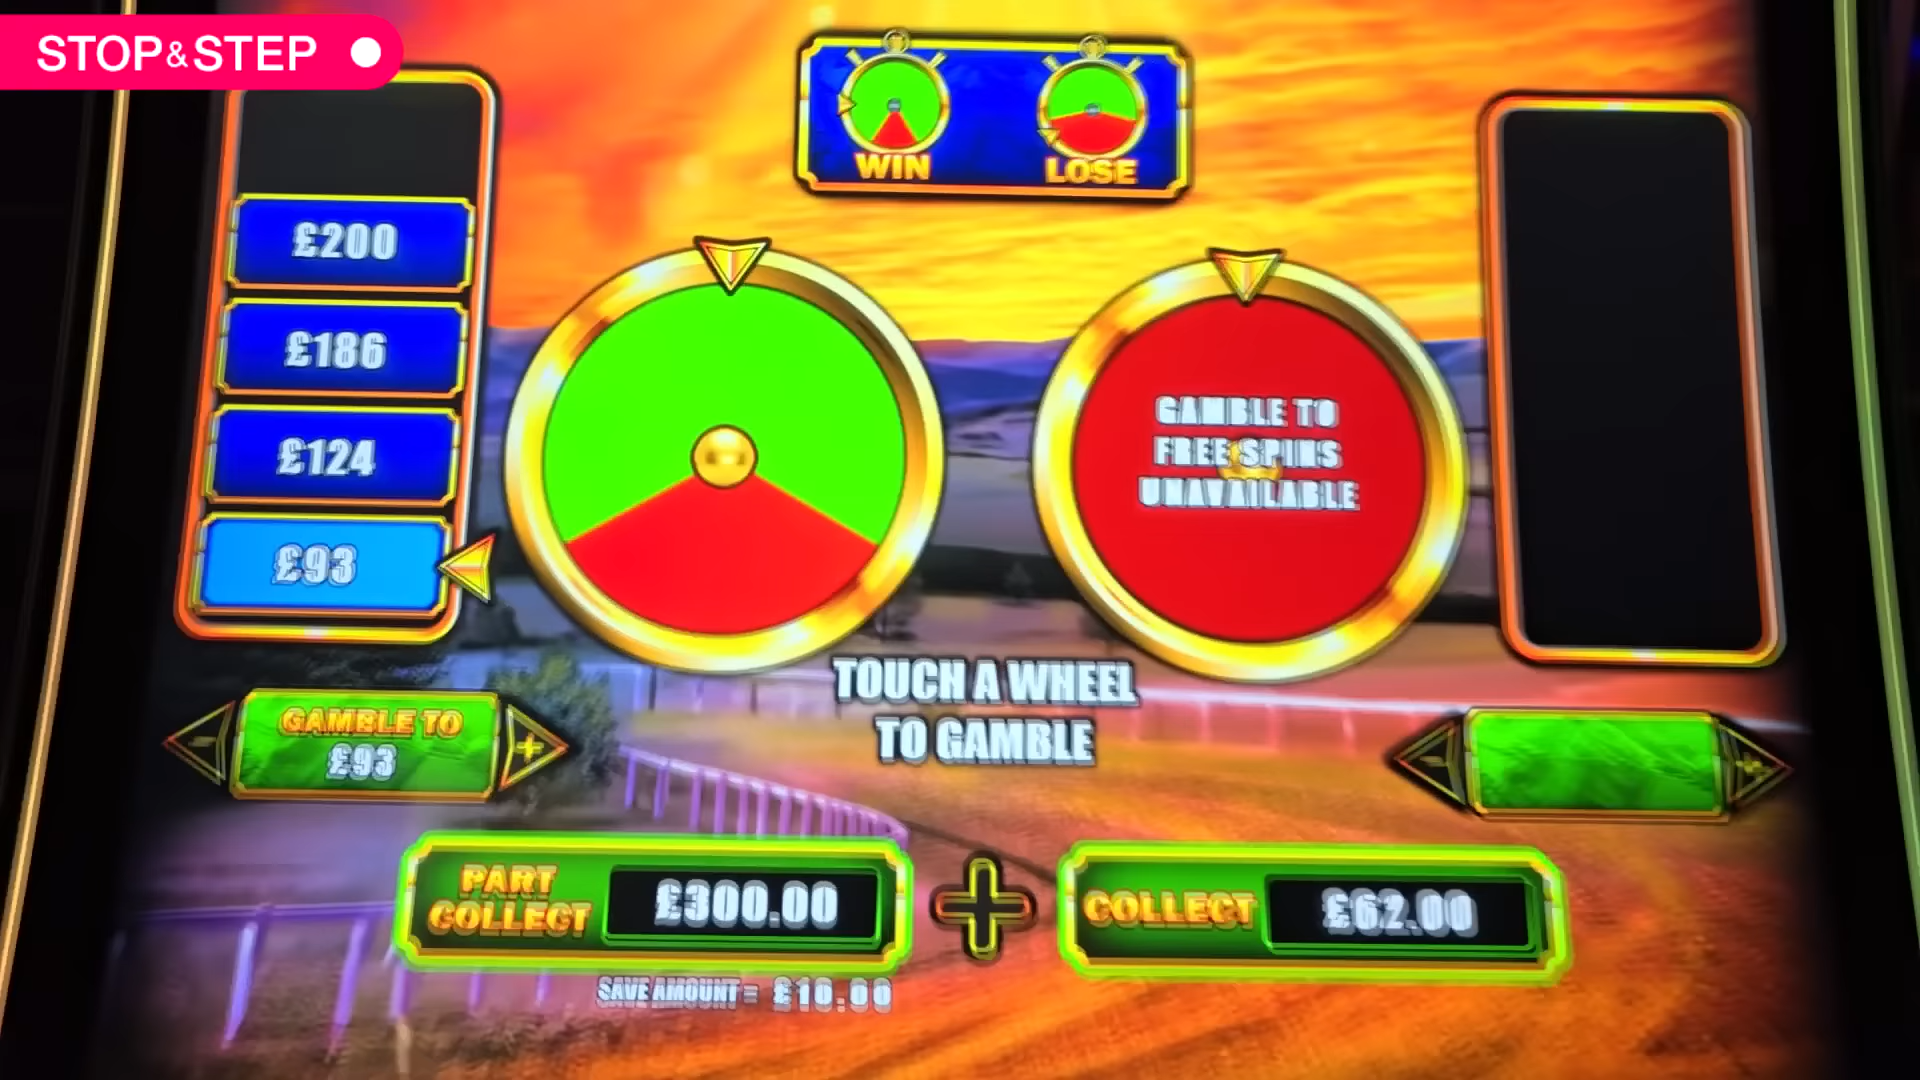 STOP&STEP
WIN
LOSE
£200
£186
£124
£93
GAMBLE TO
FREE SPINS
UNAVAILABLE
TOUCH A WHEEL
TO GAMBLE
GAMBLE TO
£93
PART
COLLECT
£300.00
COLLECT
£62.00
SAVE AMOUNT = £10.00